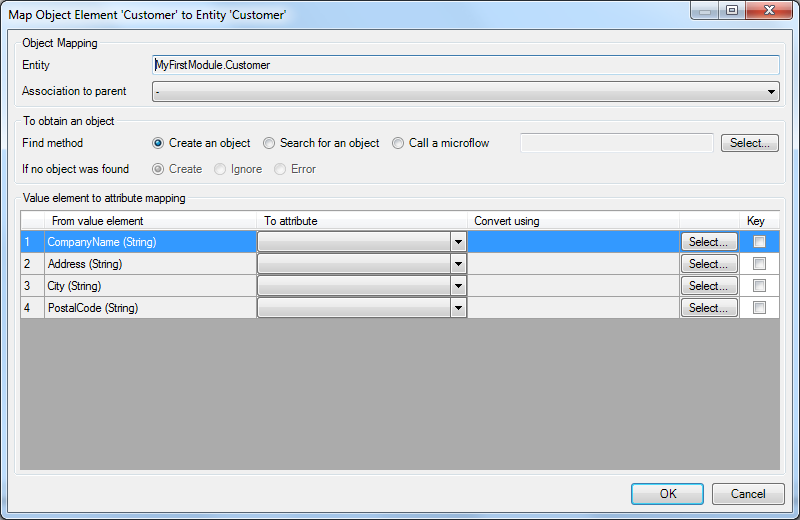 Map Object Element 'Customer' to Entity 'Customer'
Object Mapping
Entity MyFirstModule.Customer
Association to parent -
To obtain an object
Find method Create an object Search for an object Call a microflow Select...
If no object was found Create Ignore Error
Value element to attribute mapping
From value element To attribute Convert using Key
1 CompanyName (String) Select...
2 Address (String) Select...
3 City (String) Select...
4 PostalCode (String) Select...
OK Cancel